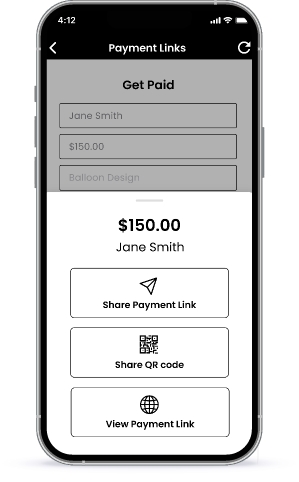 4:12
Payment Links
Get Paid
Jane Smith
$150.00
Balloon Design
$150.00
Jane Smith
Share Payment Link
Share QR code
View Payment Link